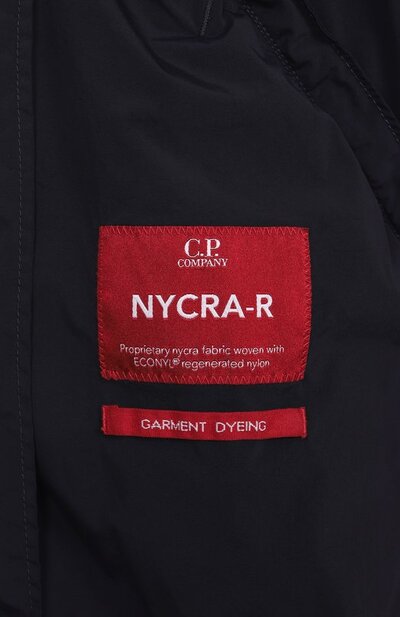 C.P.
COMPANY
NYCRA-R
Proprietary nycra fabric woven with
ECONYL® regenerated nylon
GARMENT DYEING